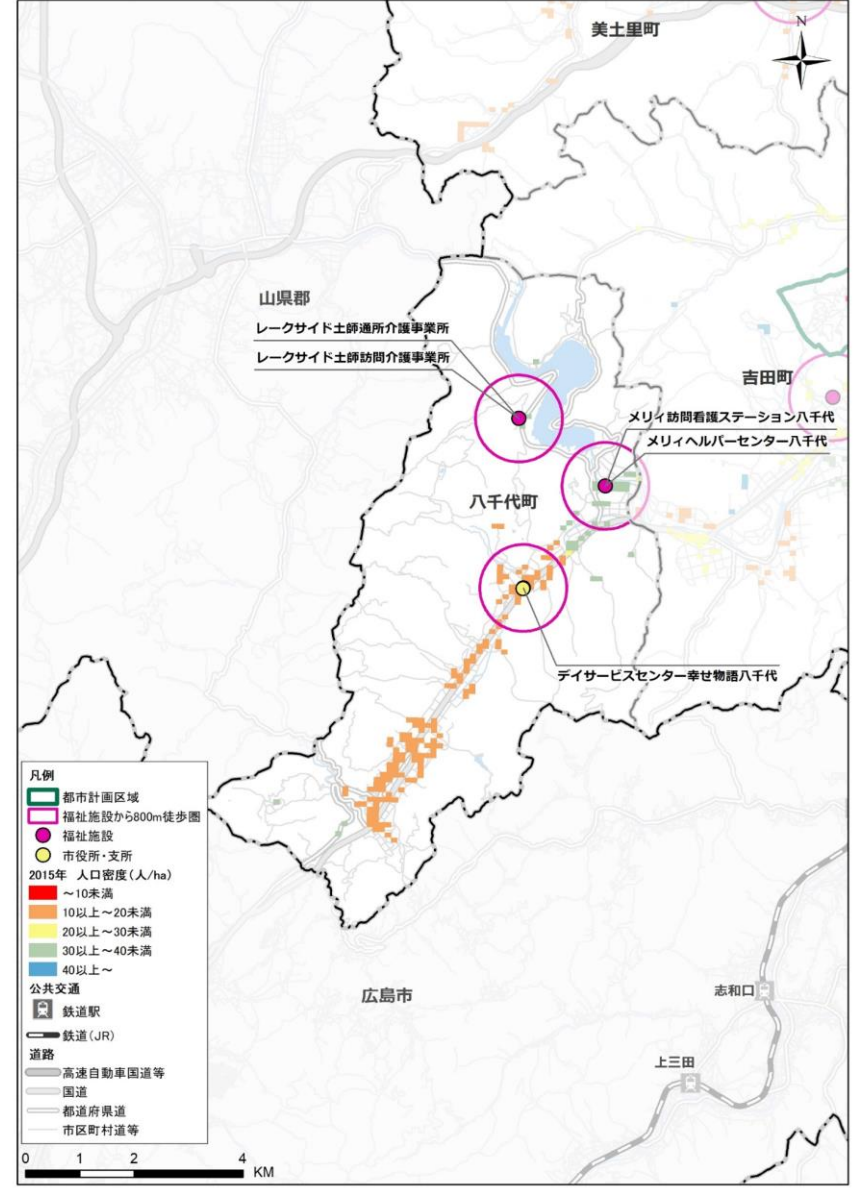 美土里町
N
山県郡
レークサイド土師通所介護事業所
レークサイド土師訪問介護事業所
吉田町
メリィ訪問看護ステーション八千代
メリィヘルパーセンター八千代
八千代町
デイサービスセンター幸せ物語八千代
凡例
都市計画区域
福祉施設から800m徒歩圏
福祉施設
市役所・支所
2015年 人口密度(人/ha)
～10未満
10以上～20未満
20以上～30未満
30以上～40未満
40以上～
公共交通
鉄道駅
鉄道(JR)
道路
高速自動車国道等
国道
都道府県道
市区町村道等
広島市
志和口
上三田
0 1 2 4
KM